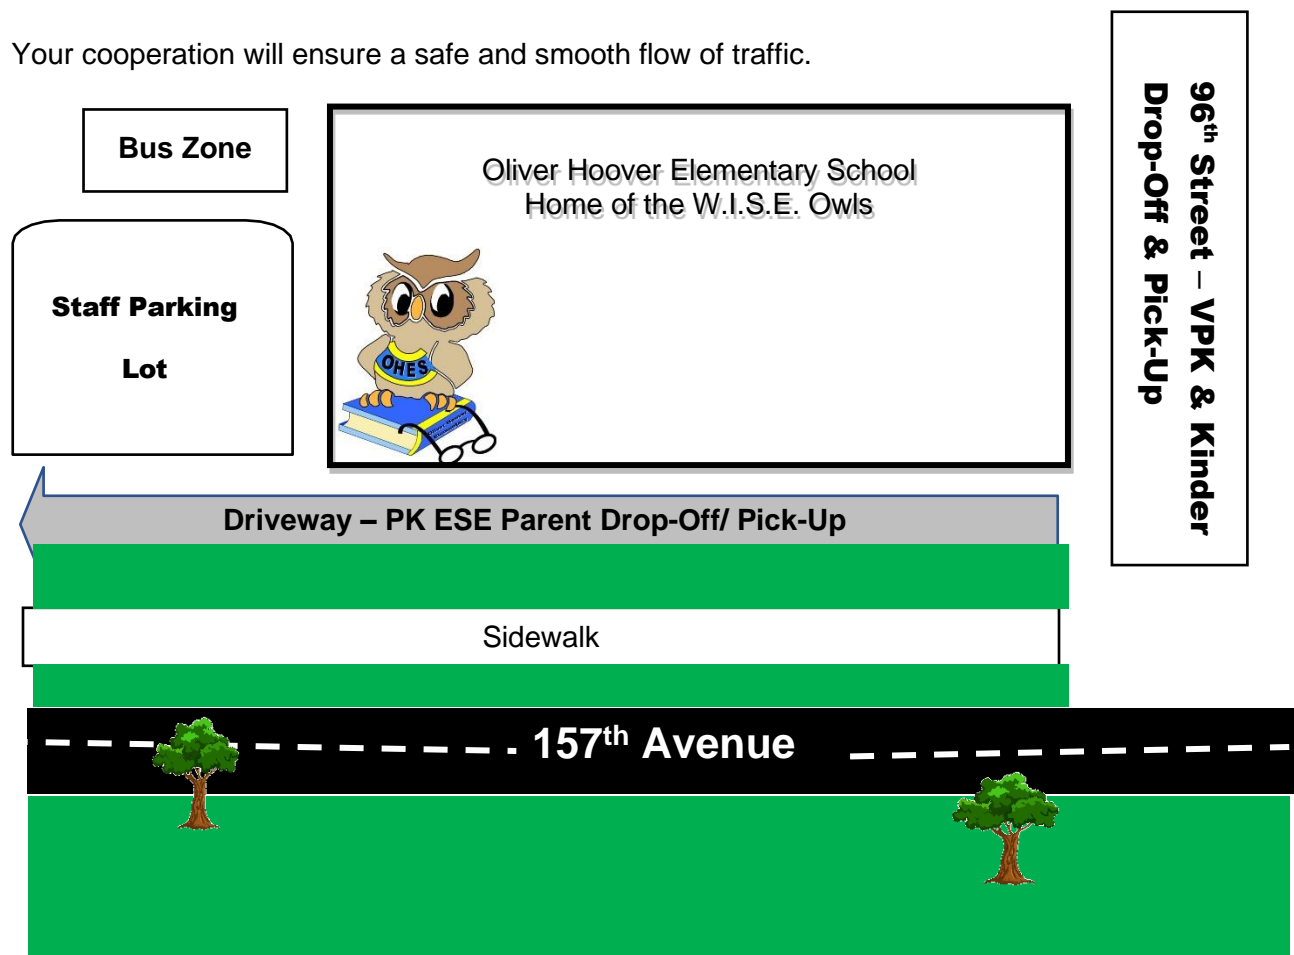 Your cooperation will ensure a safe and smooth flow of traffic.
Bus Zone
Oliver Hoover Elementary School
Home of the W.I.S.E. Owls
Staff Parking
Lot
OHES
96th Street – VPK & Kinder
Drop-Off & Pick-Up
Driveway – PK ESE Parent Drop-Off/ Pick-Up
Sidewalk
157th Avenue